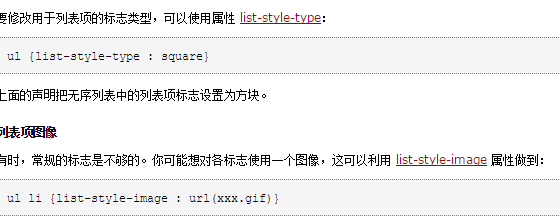 要修改用于列表项的标志类型，可以使用属性 list-style-type：
ul {list-style-type : square}
上面的声明把无序列表中的列表项标志设置为方块。
列表项图像
有时，常规的标志是不够的。你可能想对各标志使用一个图像，这可以利用 list-style-image 属性做到：
ul li {list-style-image : url(xxx.gif)}